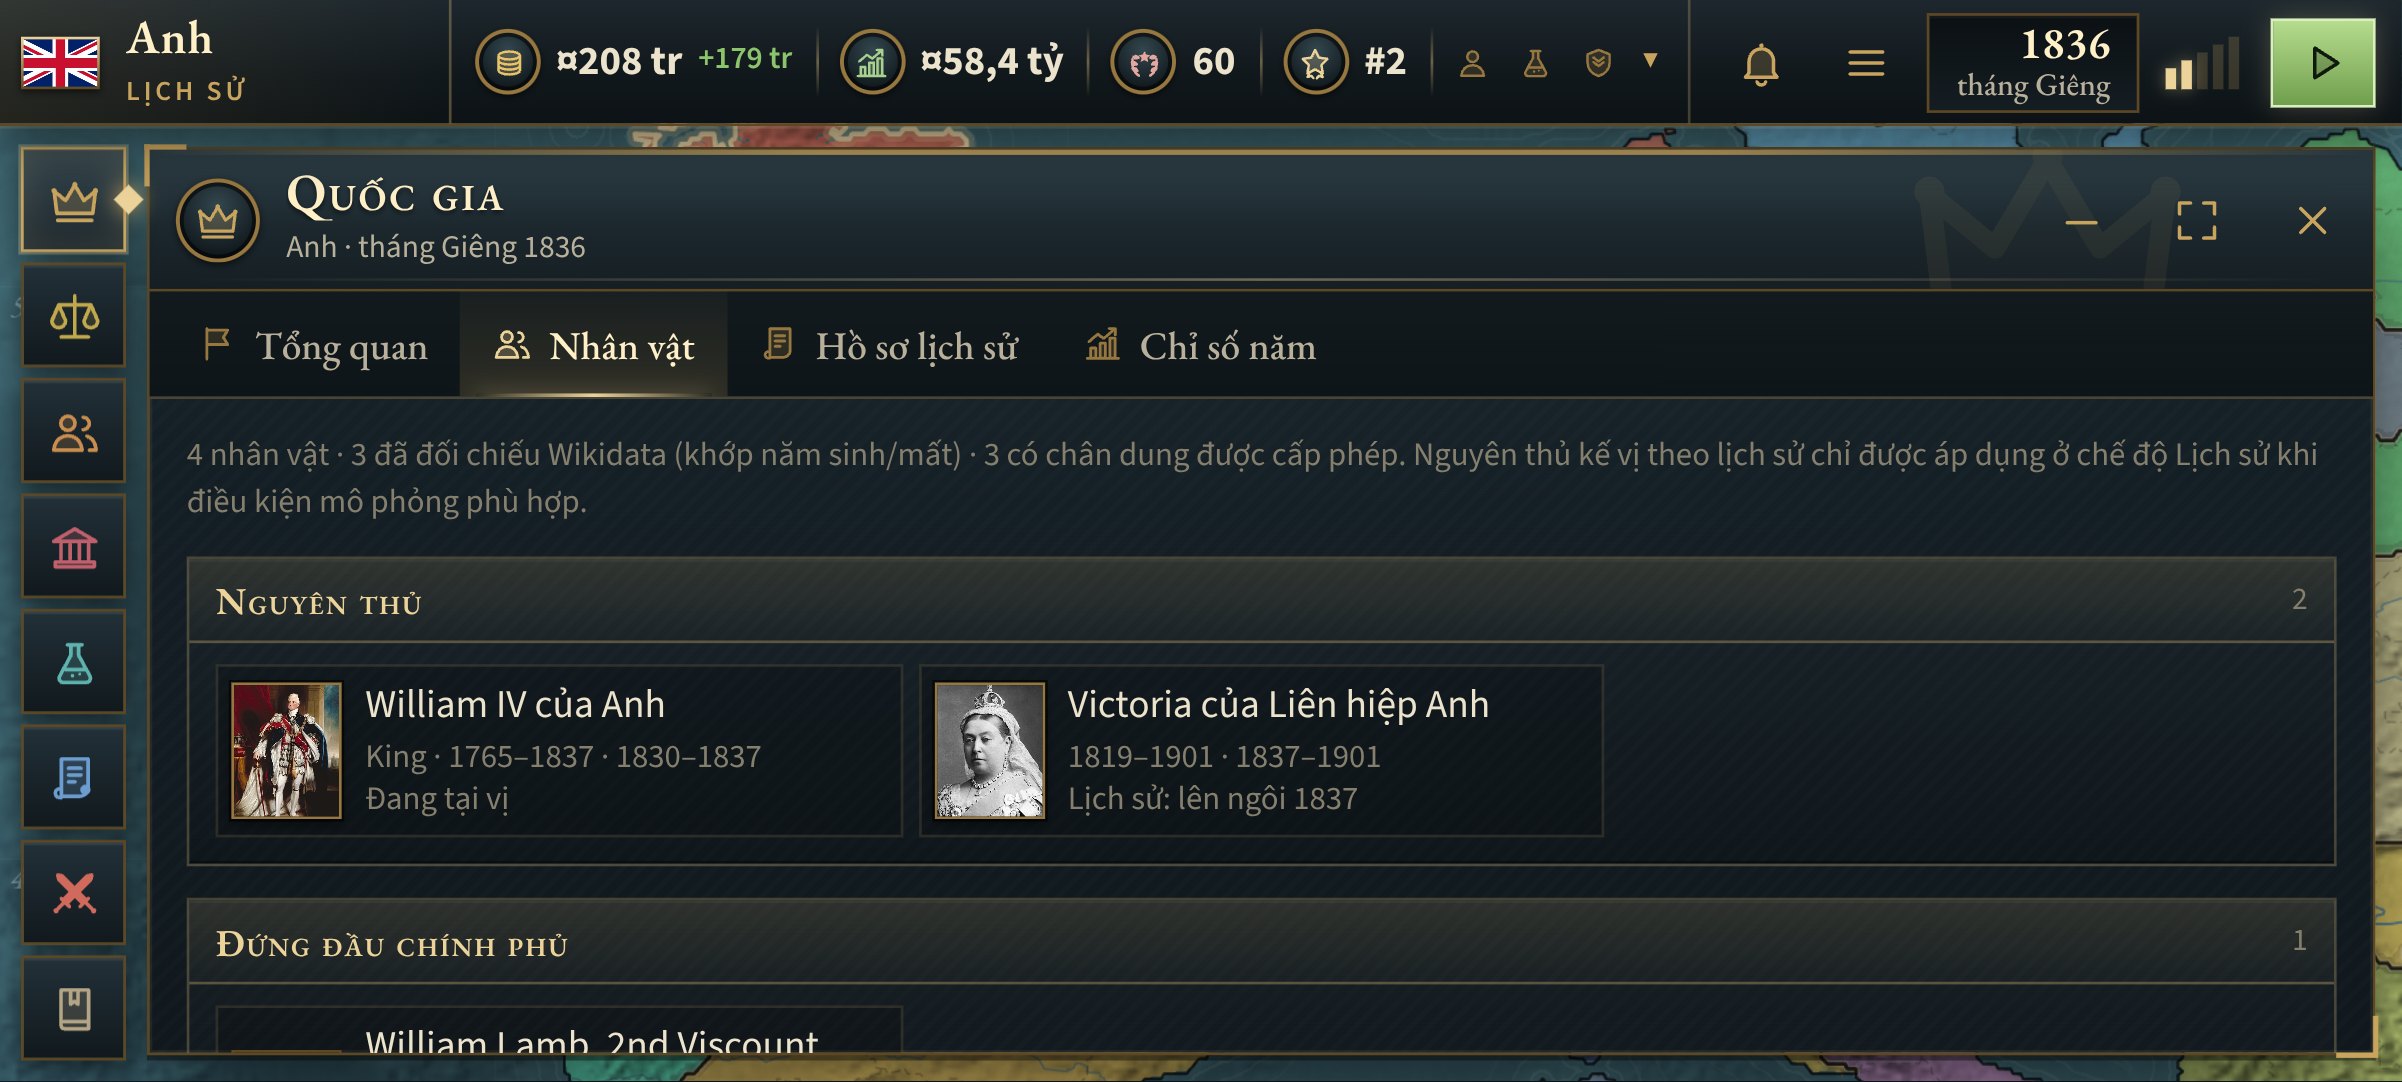 Anh
LỊCH SỬ
¤208 tr +179 tr
¤58,4 tỷ
60
#2
1836
tháng Giêng
Quốc gia
Anh · tháng Giêng 1836
Tổng quan
Nhân vật
Hồ sơ lịch sử
Chỉ số năm
4 nhân vật · 3 đã đối chiếu Wikidata (khớp năm sinh/mất) · 3 có chân dung được cấp phép. Nguyên thủ kế vị theo lịch sử chỉ được áp dụng ở chế độ Lịch sử khi
điều kiện mô phỏng phù hợp.
Nguyên thủ
2
William IV của Anh
King · 1765–1837 · 1830–1837
Đang tại vị
Victoria của Liên hiệp Anh
1819–1901 · 1837–1901
Lịch sử: lên ngôi 1837
Đứng đầu chính phủ
1
William Lamb, 2nd Viscount